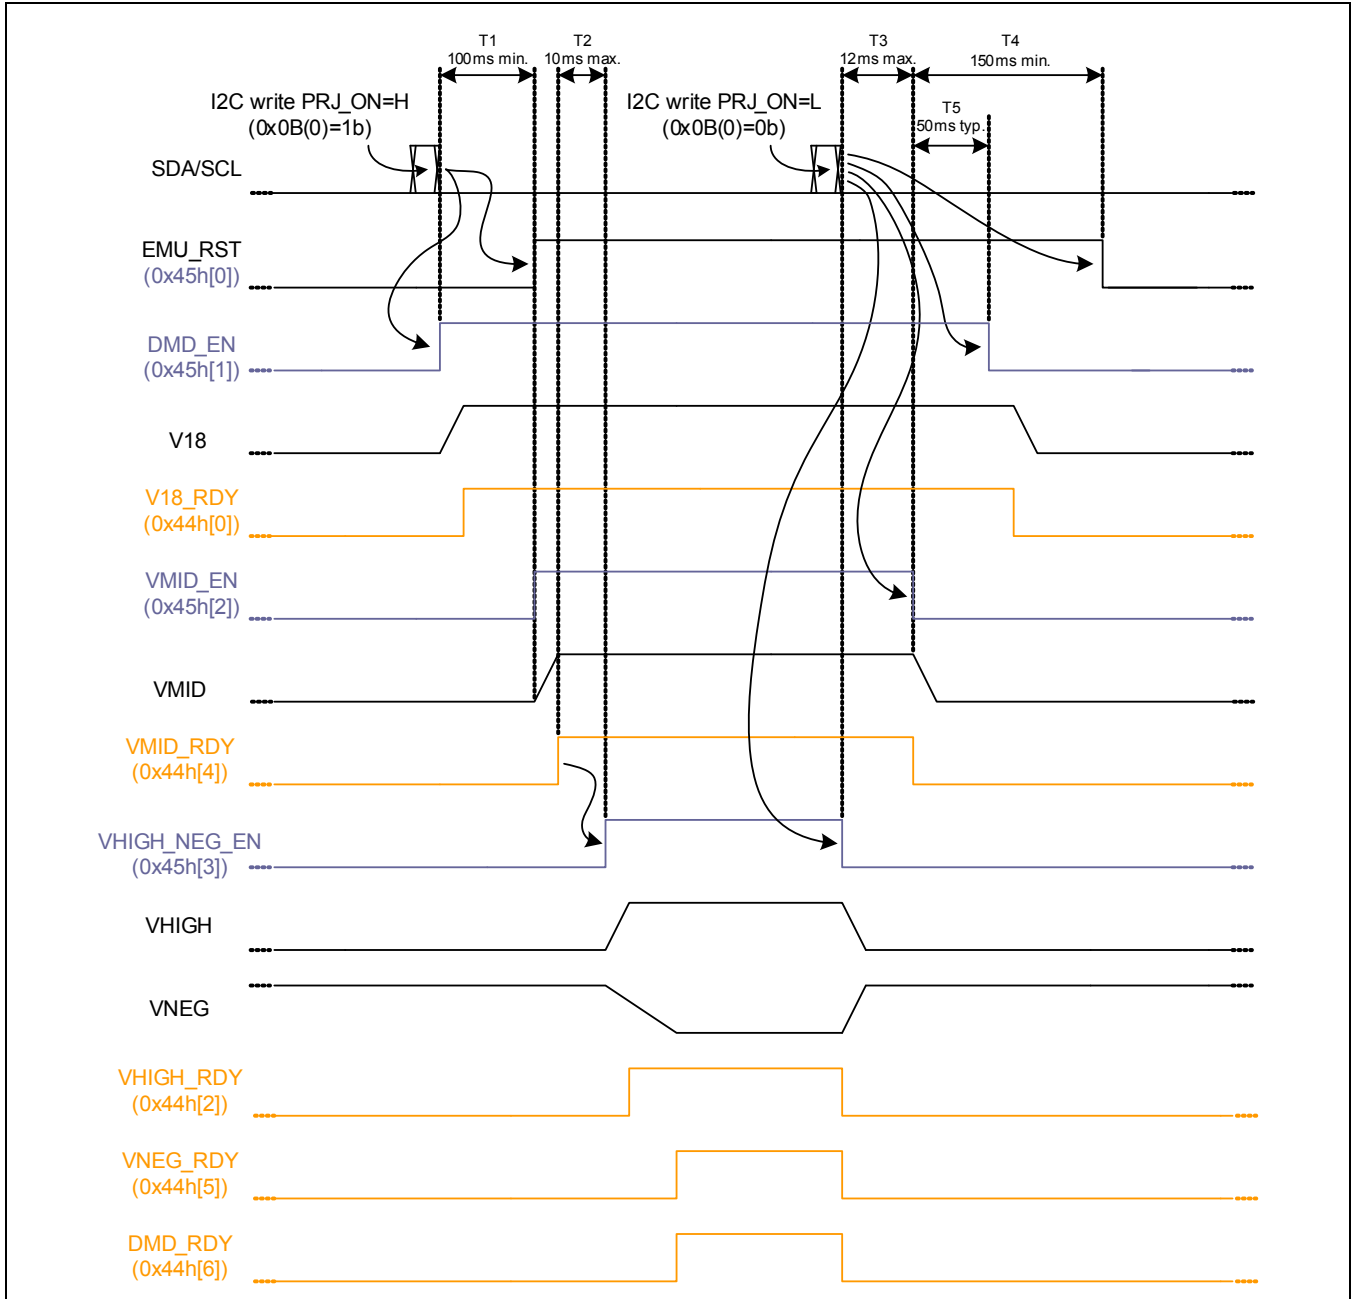 T1
100ms min.
T2
10ms max.
T3
12ms max.
T4
150ms min.
I2C write PRJ_ON=H
(0x0B(0)=1b)
I2C write PRJ_ON=L
(0x0B(0)=0b)
T5
50ms typ.
SDA/SCL
EMU_RST
(0x45h[0])
DMD_EN
(0x45h[1])
V18
V18_RDY
(0x44h[0])
VMID_EN
(0x45h[2])
VMID
VMID_RDY
(0x44h[4])
VHIGH_NEG_EN
(0x45h[3])
VHIGH
VNEG
VHIGH_RDY
(0x44h[2])
VNEG_RDY
(0x44h[5])
DMD_RDY
(0x44h[6])